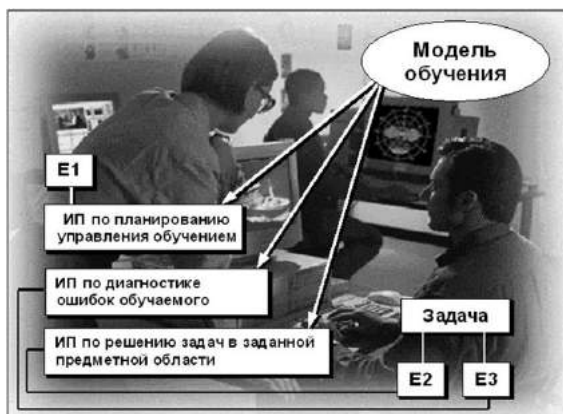 Модель
обучения
Е1
ИП по планированию
управления обучением
ИП по диагностике
ошибок обучаемого
ИП по решению задач в заданной
предметной области
Задача
Е2
Е3